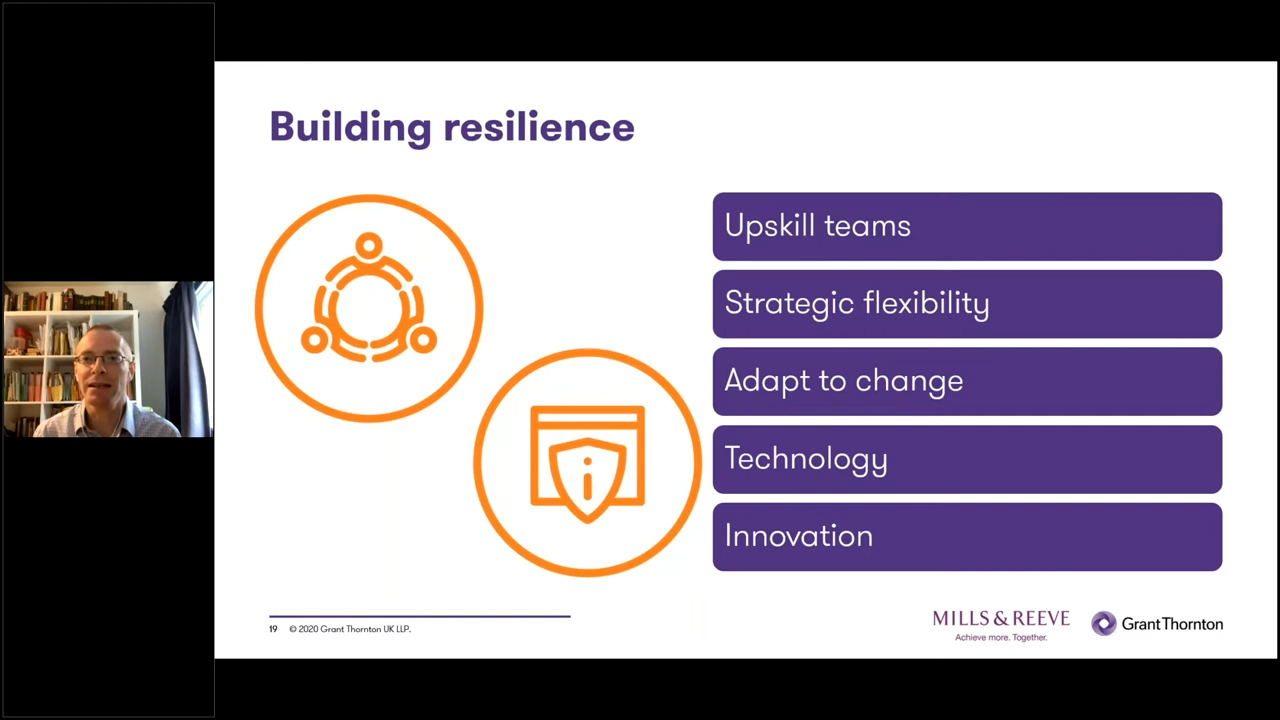 Building resilience
Upskill teams
Strategic flexibility
Adapt to change
Technology
Innovation
19 © 2020 Grant Thornton UK LLP.
MILLS & REEVE
Achieve more. Together.
Grant Thornton